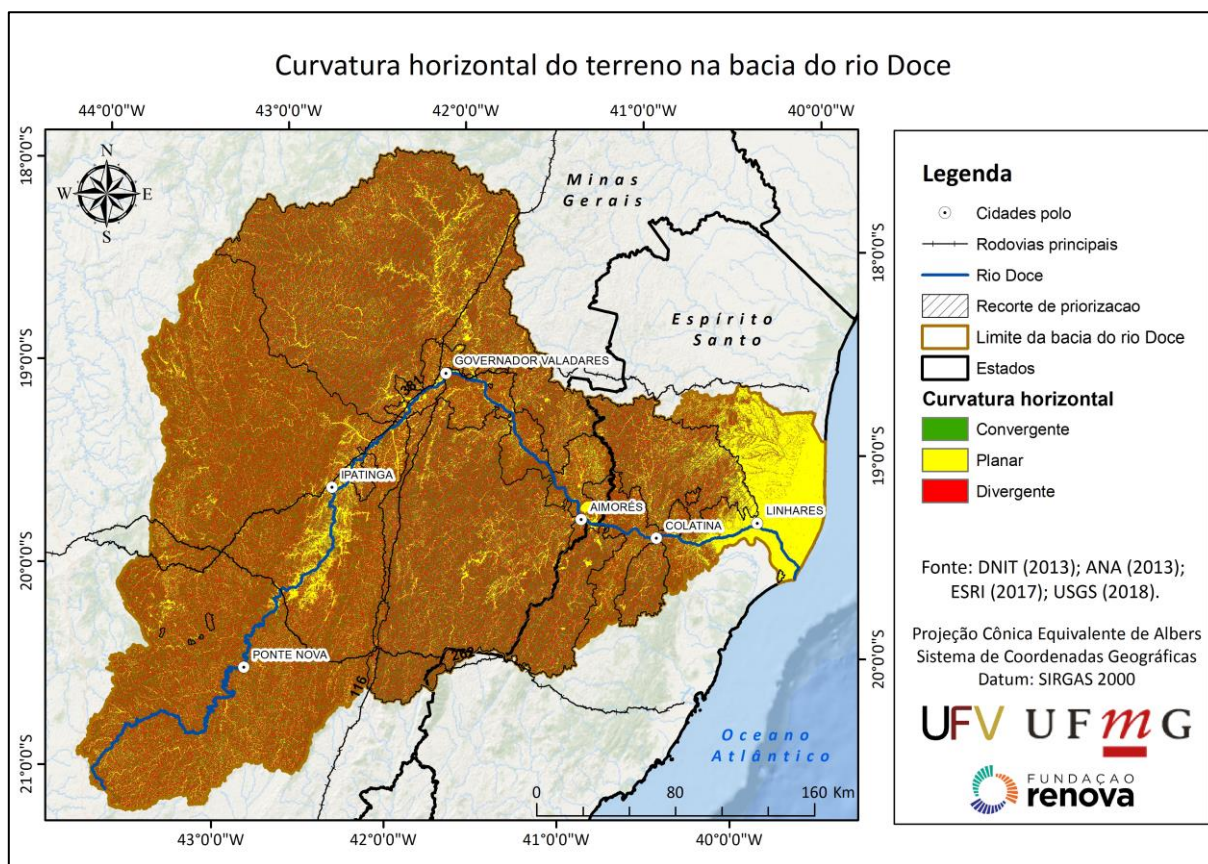 Curvatura horizontal do terreno na bacia do rio Doce
44°0'0"W 43°0'0"W 42°0'0"W 41°0'0"W 40°0'0"W
18°0'0"S
19°0'0"S
20°0'0"S
21°0'0"S
18°0'0"S
19°0'0"S
20°0'0"S
43°0'0"W 42°0'0"W 41°0'0"W 40°0'0"W
N
W E
S
Minas
Gerais
Espírito
Santo
GOVERNADOR VALADARES
381
IPATINGA
AIMORÉS
COLATINA
LINHARES
PONTE NOVA
116
262
Oceano
Atlântico
0 80 160 Km
Legenda
Cidades polo
Rodovias principais
Rio Doce
Recorte de priorizacao
Limite da bacia do rio Doce
Estados
Curvatura horizontal
Convergente
Planar
Divergente
Fonte: DNIT (2013); ANA (2013);
ESRI (2017); USGS (2018).
Projeção Cônica Equivalente de Albers
Sistema de Coordenadas Geográficas
Datum: SIRGAS 2000
UFV UFmG
FUNDAÇÃO
renova